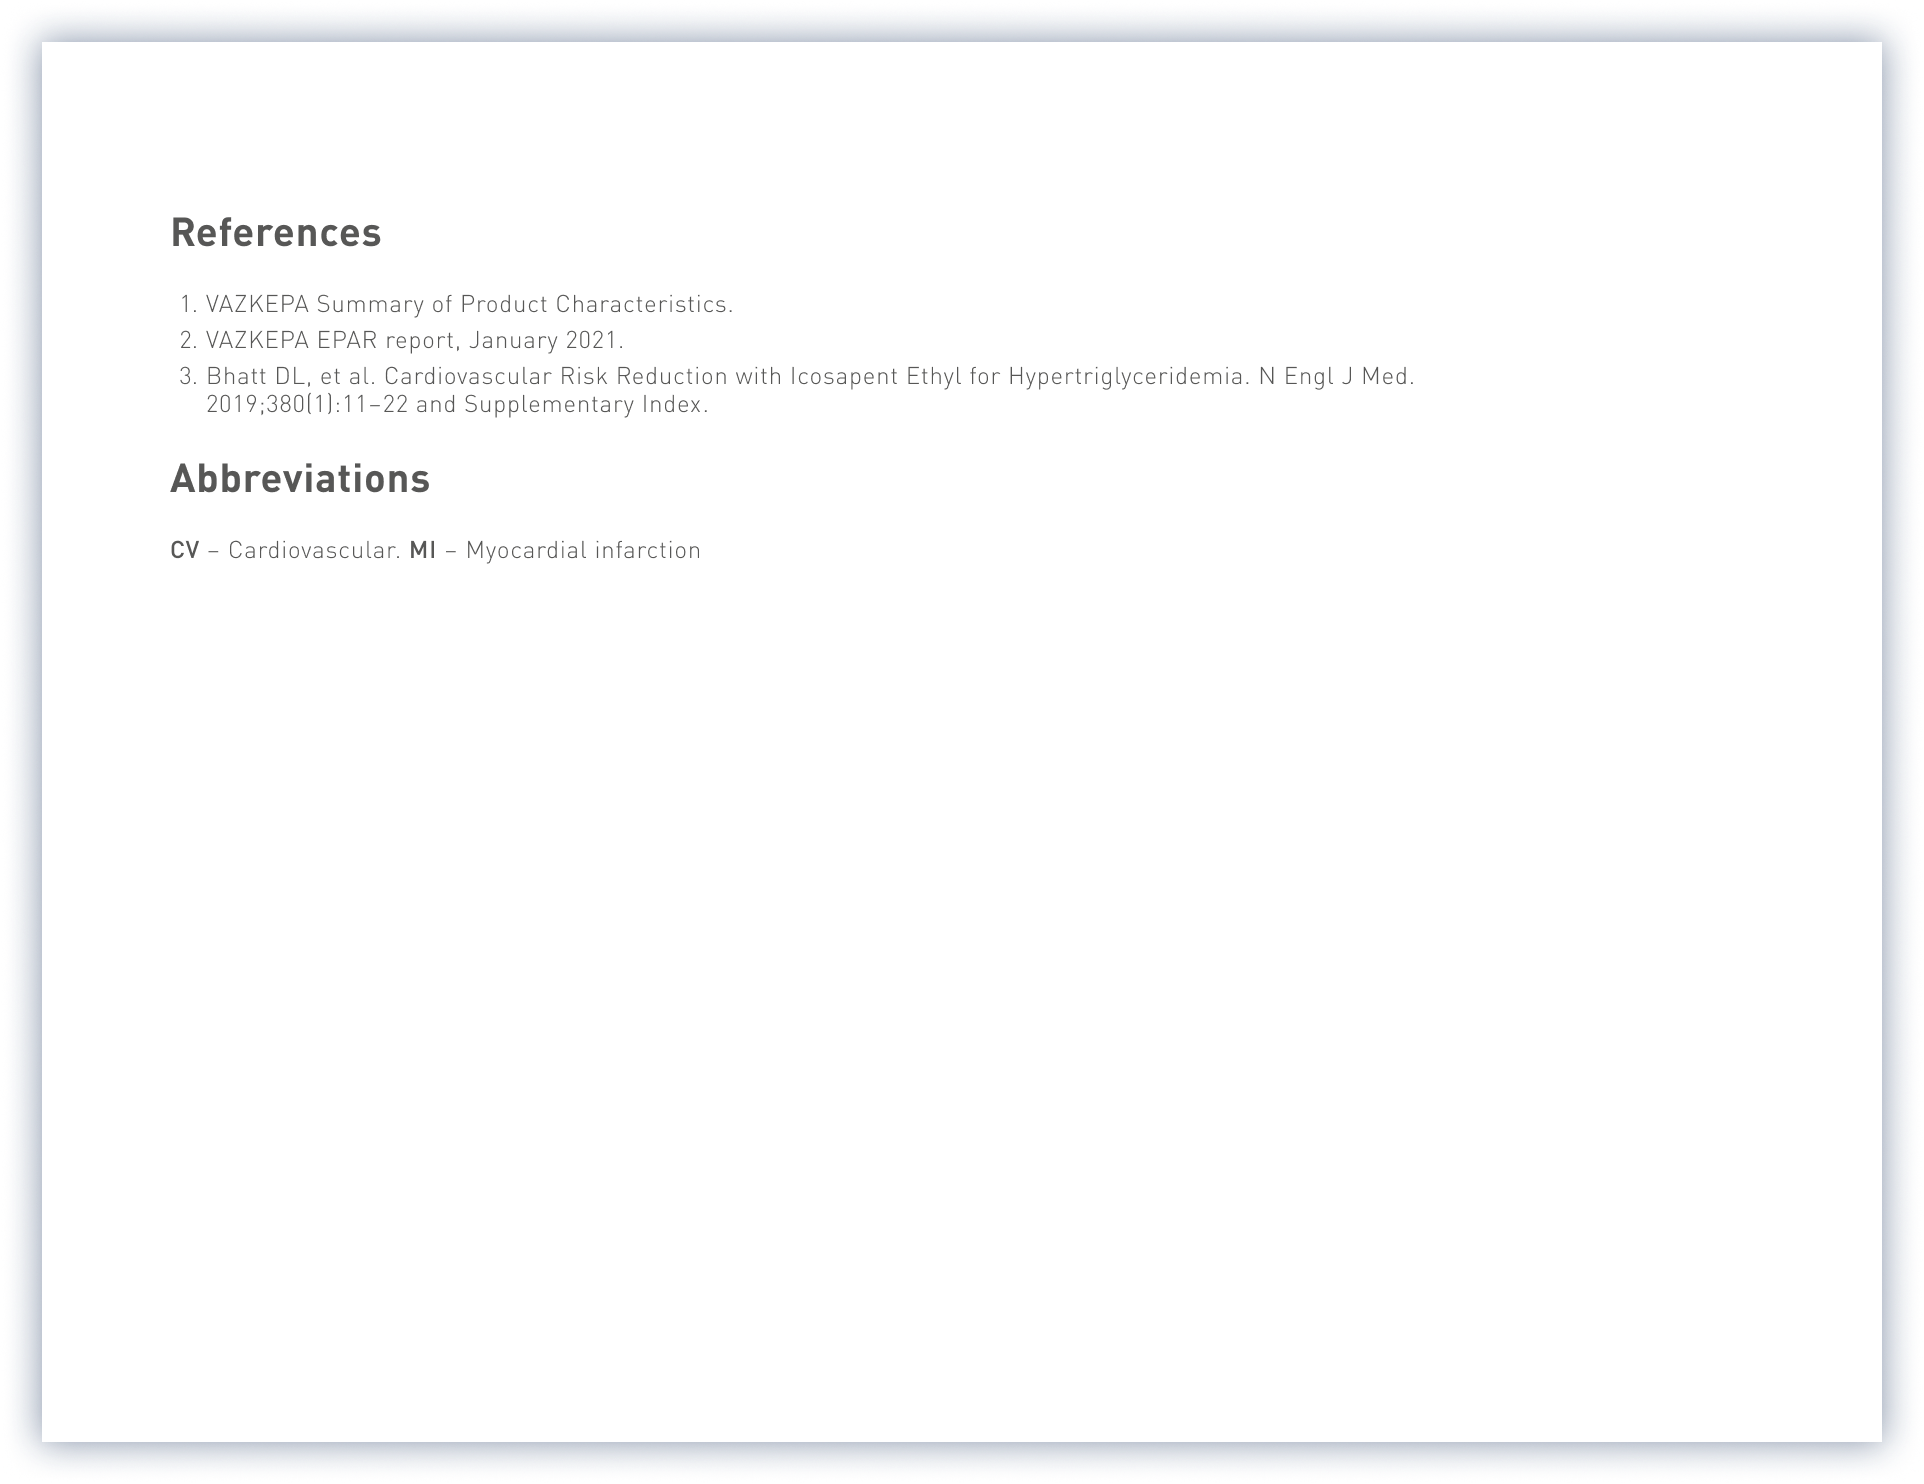 References
1. VAZKEPA Summary of Product Characteristics.
2. VAZKEPA EPAR report, January 2021.
3. Bhatt DL, et al. Cardiovascular Risk Reduction with Icosapent Ethyl for Hypertriglyceridemia. N Engl J Med.
2019;380(1):11–22 and Supplementary Index.
Abbreviations
CV – Cardiovascular. MI – Myocardial infarction